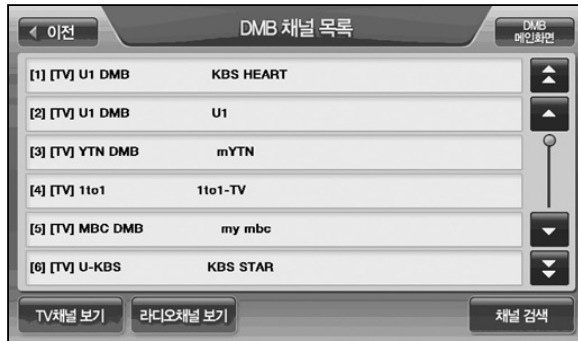 이전
DMB 채널 목록
DMB
메인화면
[1] [TV] U1 DMB KBS HEART
[2] [TV] U1 DMB U1
[3] [TV] YTN DMB mYTN
[4] [TV] 1to1 1to1-TV
[5] [TV] MBC DMB my mbc
[6] [TV] U-KBS KBS STAR
TV채널 보기 라디오채널 보기 채널 검색